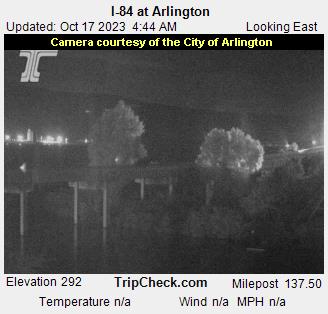 I-84 at Arlington
Updated: Oct 17 2023 4:44 AM Looking East
Camera courtesy of the City of Arlington
Elevation 292 TripCheck.com Milepost 137.50
Temperature n/a Wind n/a MPH n/a